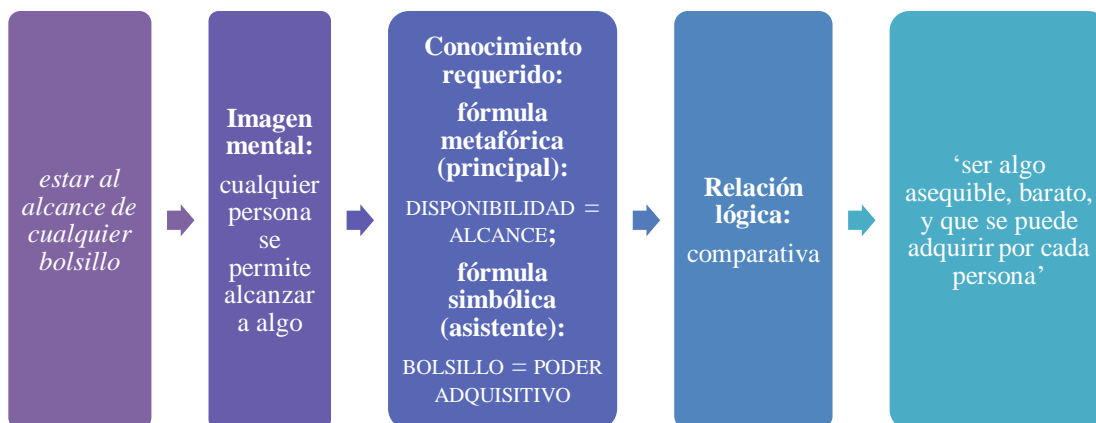 estar al
alcance de
cualquier
bolsillo
Imagen
mental:
cualquier
persona
se
permite
alcanzar
a algo
Conocimiento
requerido:
fórmula
metafórica
(principal):
DISPONIBILIDAD =
ALCANCE;
fórmula
simbólica
(asistente):
BOLSILLO = PODER
ADQUISITIVO
Relación
lógica:
comparativa
‘ser algo
asequible, barato,
y que se puede
adquirir por cada
persona’